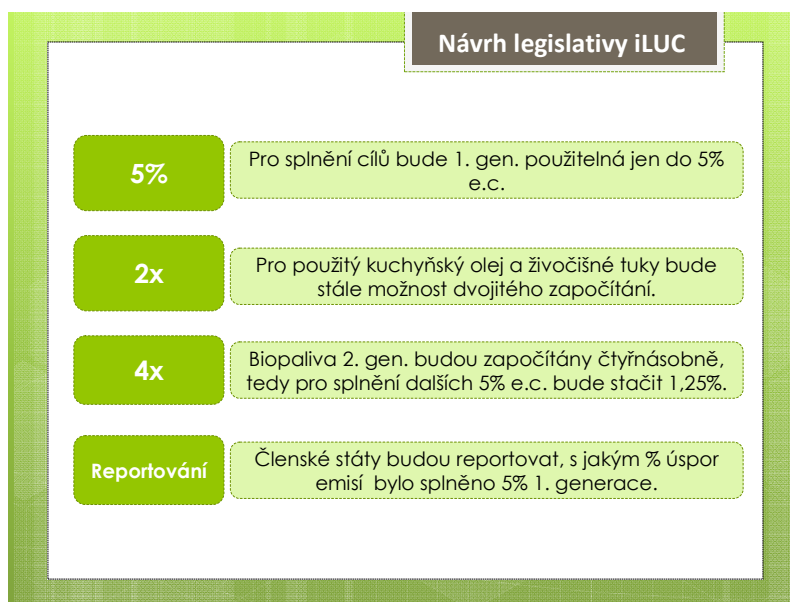 Návrh legislativy iLUC
5%
Pro splnění cílů bude 1. gen. použitelná jen do 5%
e.c.
2x
Pro použitý kuchyňský olej a živočišné tuky bude
stále možnost dvojitého započítání.
4x
Biopaliva 2. gen. budou započítány čtyřnásobně,
tedy pro splnění dalších 5% e.c. bude stačit 1,25%.
Reportování
Členské státy budou reportovat, s jakým % úspor
emisí bylo splněno 5% 1. generace.